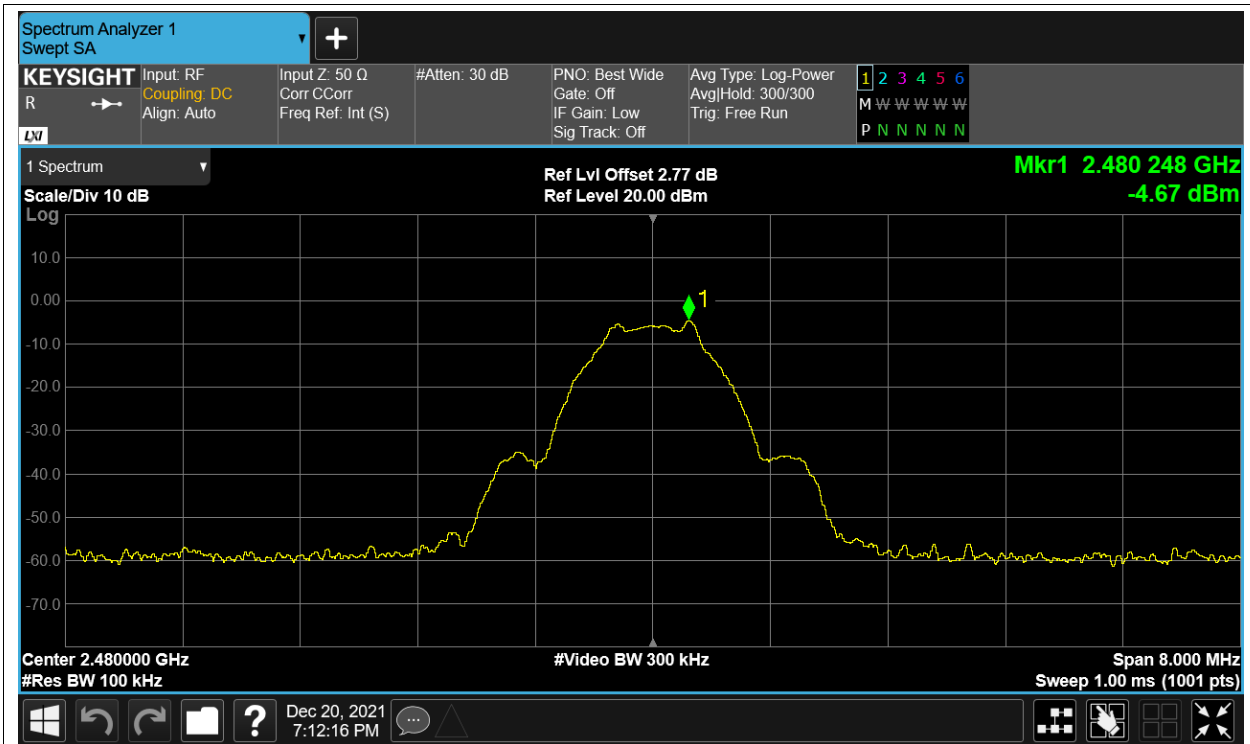 Spectrum Analyzer 1
Swept SA
KEYSIGHT
R
LXI
Input: RF
Coupling: DC
Align: Auto
Input Z: 50 Ω
Corr CCorr
Freq Ref: Int (S)
#Atten: 30 dB
PNO: Best Wide
Gate: Off
IF Gain: Low
Sig Track: Off
Avg Type: Log-Power
Avg|Hold: 300/300
Trig: Free Run
1 2 3 4 5 6
M W W W W W
P N N N N N
1 Spectrum
Scale/Div 10 dB
Ref Lvl Offset 2.77 dB
Ref Level 20.00 dBm
Mkr1 2.480 248 GHz
-4.67 dBm
Log
10.0
0.00
-10.0
-20.0
-30.0
-40.0
-50.0
-60.0
-70.0
1
Center 2.480000 GHz
#Res BW 100 kHz
#Video BW 300 kHz
Span 8.000 MHz
Sweep 1.00 ms (1001 pts)
?
Dec 20, 2021
7:12:16 PM